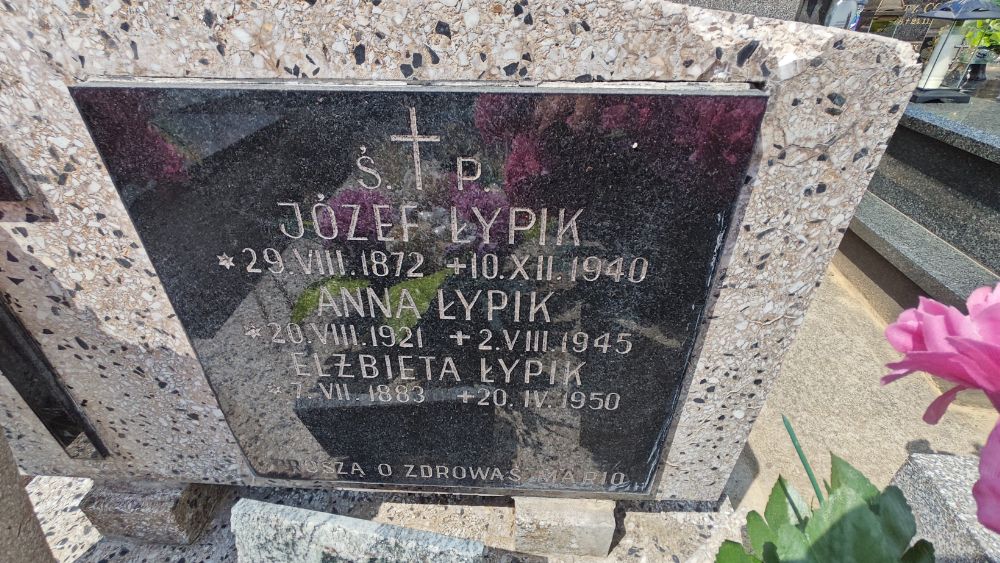 Ś. P.
JÓZEF ŁYPIK
*29.VIII.1872 +10.XII.1940
ANNA ŁYPIK
*20.VIII.1921 +2.VIII 1945
ELŻBIETA ŁYPIK
*7.VII.1883 +20.IV.1950
O ZDROWAŚ MARIO